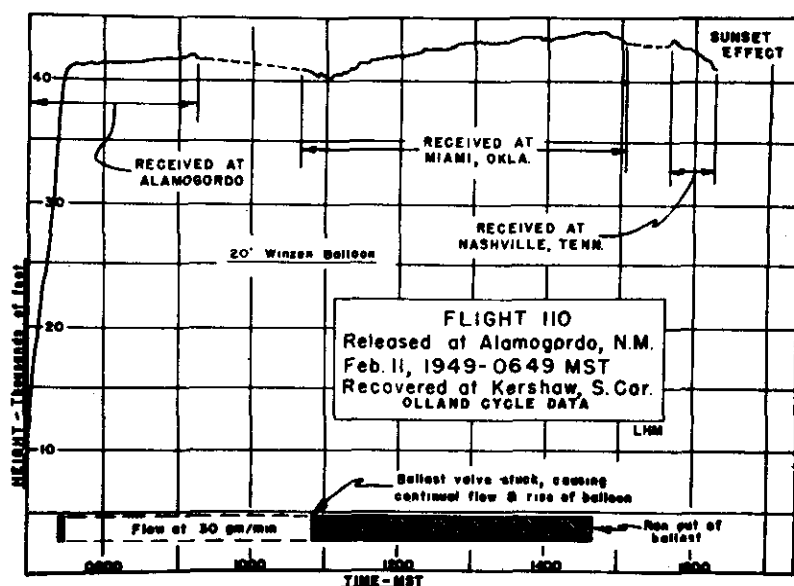 SUNSET
EFFECT
40
RECEIVED AT
ALAMOGORDO
RECEIVED AT
MIAMI, OKLA.
RECEIVED AT
NASHVILLE, TENN.
30
20' Winzen Balloon
HEIGHT - Thousands of feet
20
FLIGHT 110
Released at Alamogordo, N.M.
Feb. 11, 1949-0649 MST
Recovered at Kershaw, S. Car.
OLLAND CYCLE DATA
LHM
10
Ballast valve stuck, causing
continual flow & rise of balloon
Flow at 30 gm/min
Ran out of
ballast
0800 1000 1200 1400 1600 1800
TIME - MST